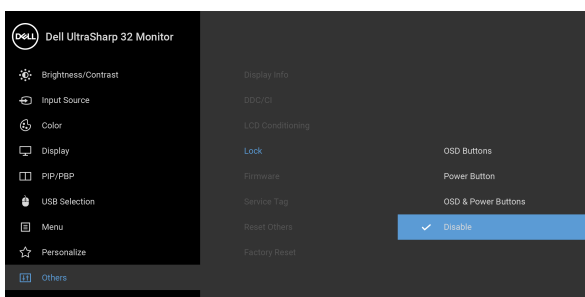 DELL Dell UltraSharp 32 Monitor
Brightness/Contrast
Input Source
Color
Display
PIP/PBP
USB Selection
Menu
Personalize
Others
Display Info
DDC/CI
LCD Conditioning
Lock
Firmware
Service Tag
Reset Others
Factory Reset
OSD Buttons
Power Button
OSD & Power Buttons
Disable